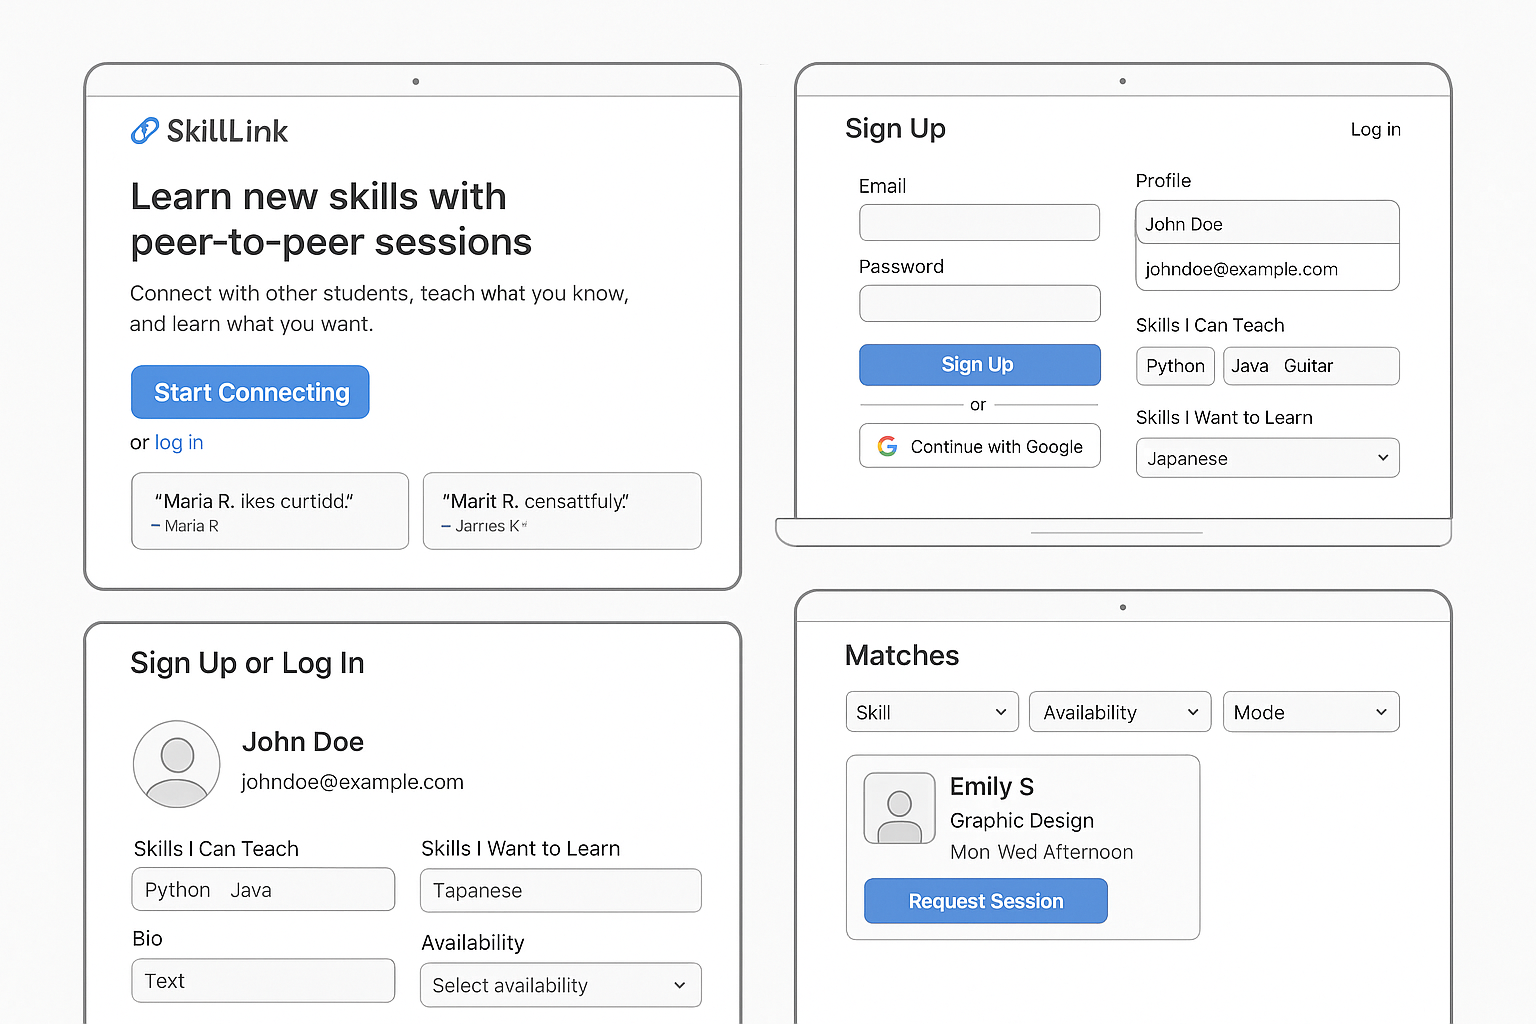 SkillLink
Learn new skills with
peer-to-peer sessions
Connect with other students, teach what you know,
and learn what you want.
Start Connecting
or log in
“Maria R. ikes curtidd.“
– Maria R
"Marit R. censattfuly."
– Jarries K
Sign Up
Log in
Email
Password
Sign Up
or
Continue with Google
Profile
John Doe
johndoe@example.com
Skills I Can Teach
Python Java Guitar
Skills I Want to Learn
Japanese
Sign Up or Log In
John Doe
johndoe@example.com
Skills I Can Teach
Python Java
Skills I Want to Learn
Tapanese
Bio
Text
Availability
Select availability
Matches
Skill
Availability
Mode
Emily S
Graphic Design
Mon Wed Afternoon
Request Session